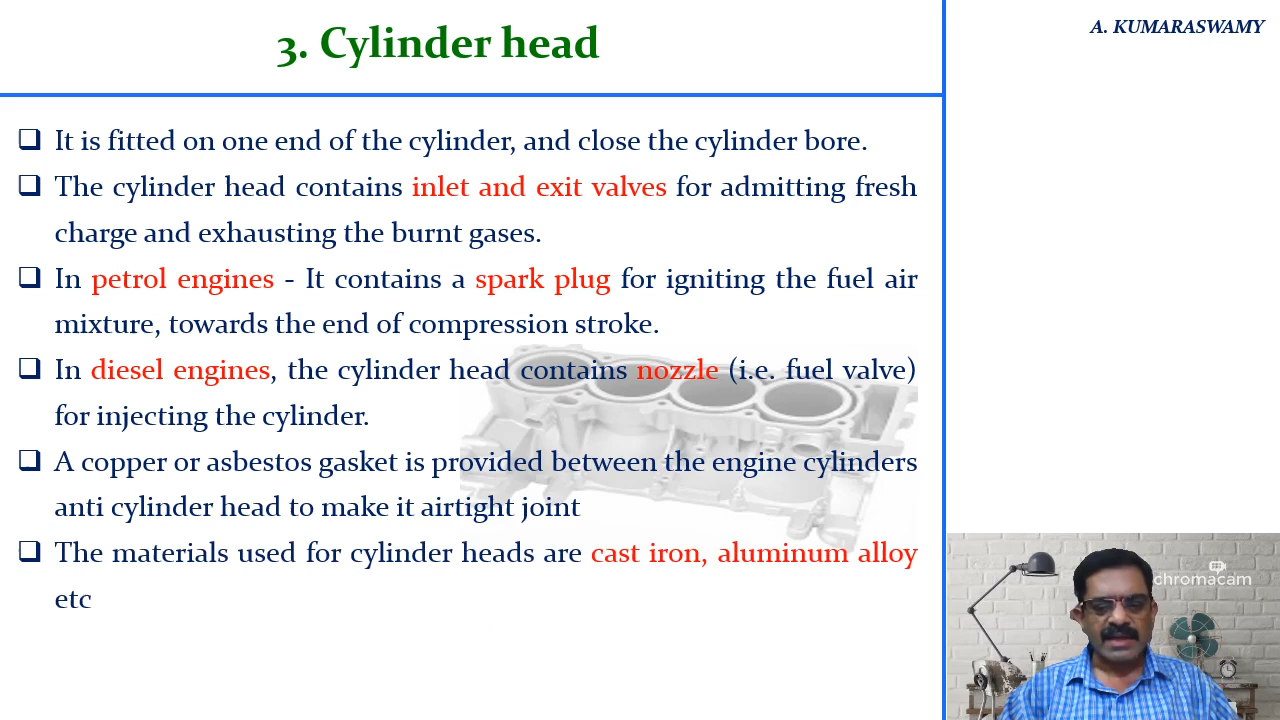 3. Cylinder head
A. KUMARASWAMY
It is fitted on one end of the cylinder, and close the cylinder bore.
The cylinder head contains inlet and exit valves for admitting fresh
charge and exhausting the burnt gases.
In petrol engines - It contains a spark plug for igniting the fuel air
mixture, towards the end of compression stroke.
In diesel engines, the cylinder head contains nozzle (i.e. fuel valve)
for injecting the cylinder.
A copper or asbestos gasket is provided between the engine cylinders
anti cylinder head to make it airtight joint
The materials used for cylinder heads are cast iron, aluminum alloy
etc
chromacam